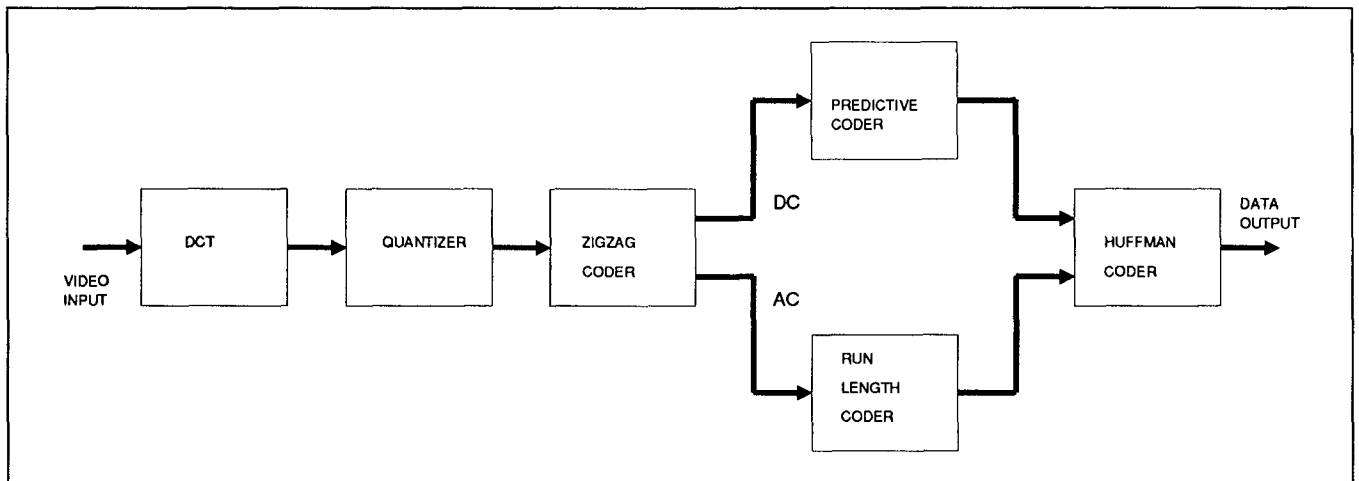 VIDEO
INPUT
DCT
QUANTIZER
ZIGZAG
CODER
DC
AC
PREDICTIVE
CODER
RUN
LENGTH
CODER
HUFFMAN
CODER
DATA
OUTPUT